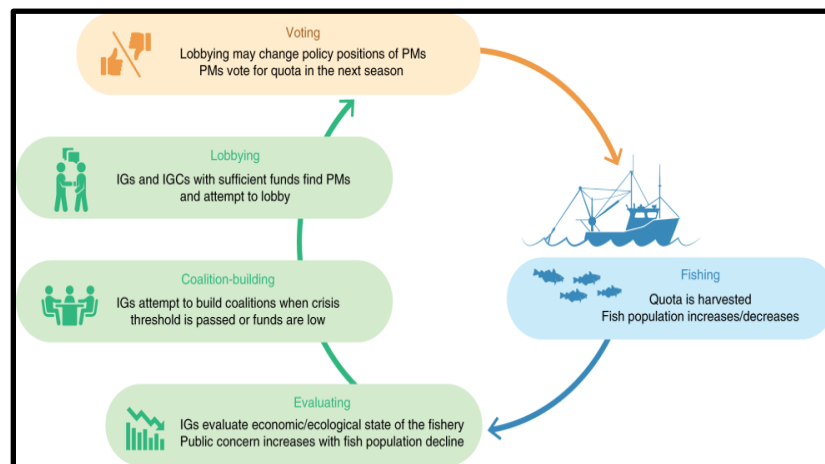 Voting
Lobbying may change policy positions of PMs
PMs vote for quota in the next season
Lobbying
IGs and IGCs with sufficient funds find PMs
and attempt to lobby
Coalition-building
IGs attempt to build coalitions when crisis
threshold is passed or funds are low
Fishing
Quota is harvested
Fish population increases/decreases
Evaluating
IGs evaluate economic/ecological state of the fishery
Public concern increases with fish population decline